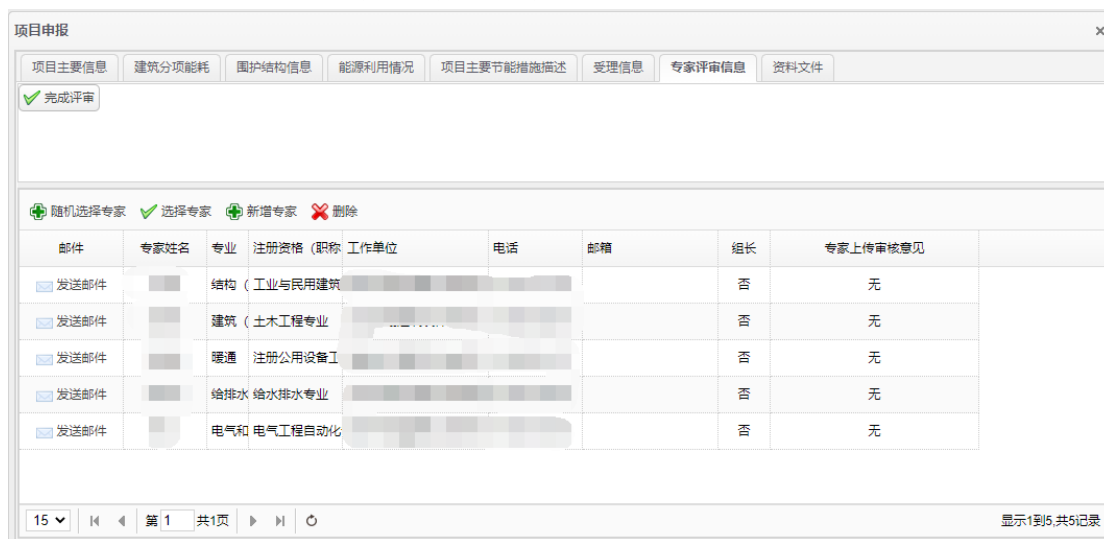 项目申报
项目主要信息 建筑分项能耗 围护结构信息 能源利用情况 项目主要节能措施描述 受理信息 专家评审信息 资料文件
完成评审
随机选择专家 选择专家 新增专家 删除
邮件 专家姓名 专业 注册资格（职称 工作单位 电话 邮箱 组长 专家上传审核意见
发送邮件 结构（ 工业与民用建筑 否 无
发送邮件 建筑（ 土木工程专业 否 无
发送邮件 暖通 注册公用设备工 否 无
发送邮件 给排水 给水排水专业 否 无
发送邮件 电气和 电气工程自动化 否 无
15 第 1 共1页 显示1到5,共5记录